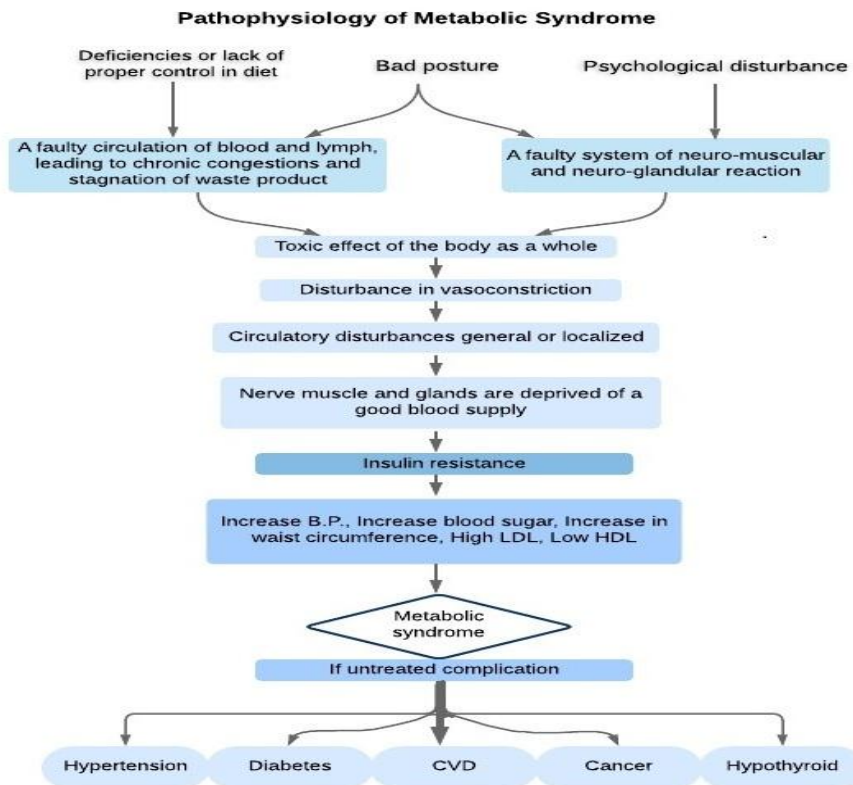 Pathophysiology of Metabolic Syndrome
Deficiencies or lack of
proper control in diet
Bad posture
Psychological disturbance
A faulty circulation of blood and lymph,
leading to chronic congestions and
stagnation of waste product
A faulty system of neuro-muscular
and neuro-glandular reaction
Toxic effect of the body as a whole
Disturbance in vasoconstriction
Circulatory disturbances general or localized
Nerve muscle and glands are deprived of a
good blood supply
Insulin resistance
Increase B.P., Increase blood sugar, Increase in
waist circumference, High LDL, Low HDL
Metabolic
syndrome
If untreated complication
Hypertension
Diabetes
CVD
Cancer
Hypothyroid